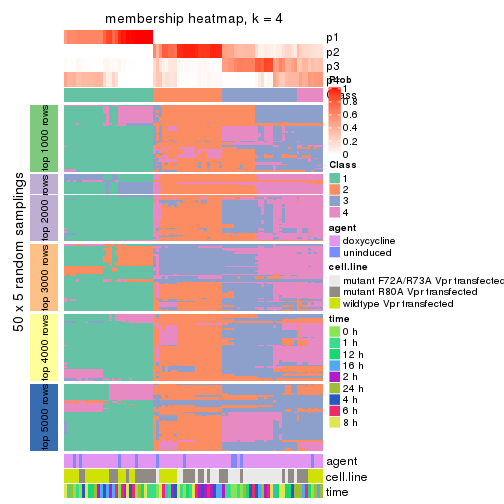 membership heatmap, k = 4
p1
p2
p3
Prob
1
0.8
0.6
0.4
0.2
0
Class
1
2
3
4
agent
doxycycline
uninduced
cell.line
mutant F72A/R73A Vpr transfected
mutant R80A Vpr transfected
wildtype Vpr transfected
time
0 h
1 h
12 h
16 h
2 h
24 h
4 h
6 h
8 h
50 x 5 random samplings
top 1000 rows
top 2000 rows
top 3000 rows
top 4000 rows
top 5000 rows
agent
cell.line
time